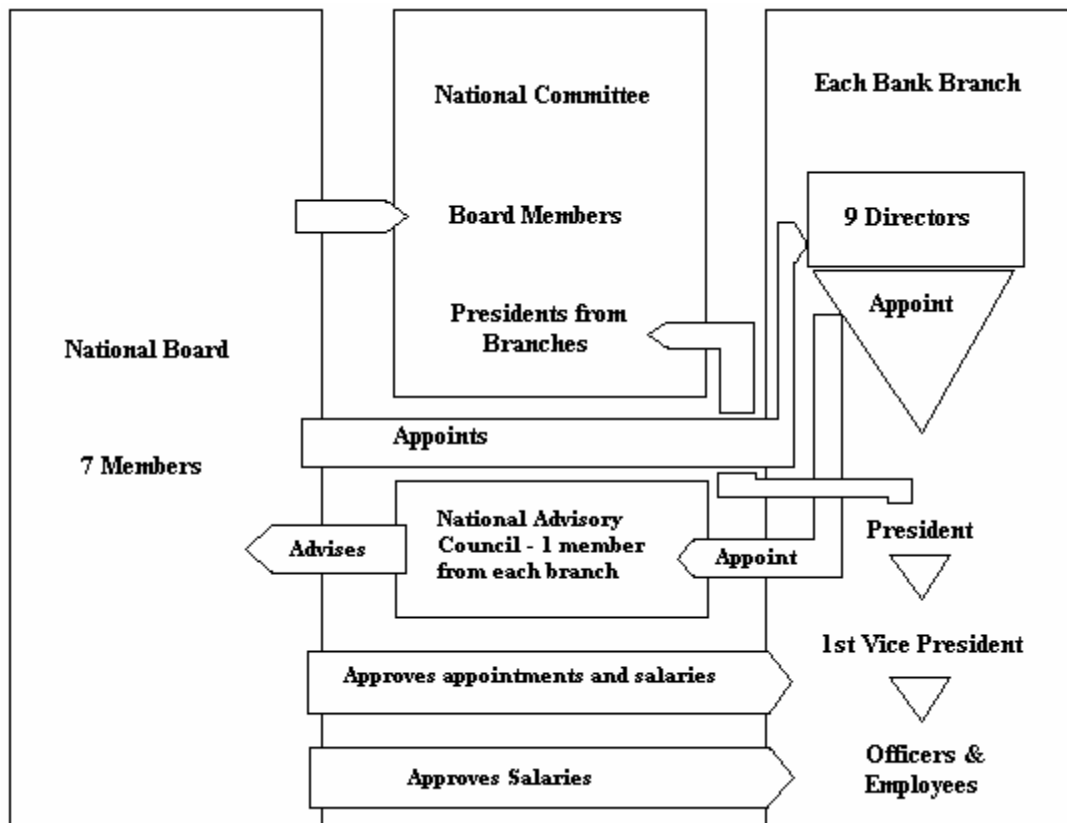 National Board
7 Members
National Committee
Board Members
Presidents from
Branches
Appoints
National Advisory
Council - 1 member
from each branch
Advises
Appoint
Approves appointments and salaries
Approves Salaries
Each Bank Branch
9 Directors
Appoint
President
1st Vice President
Officers &
Employees